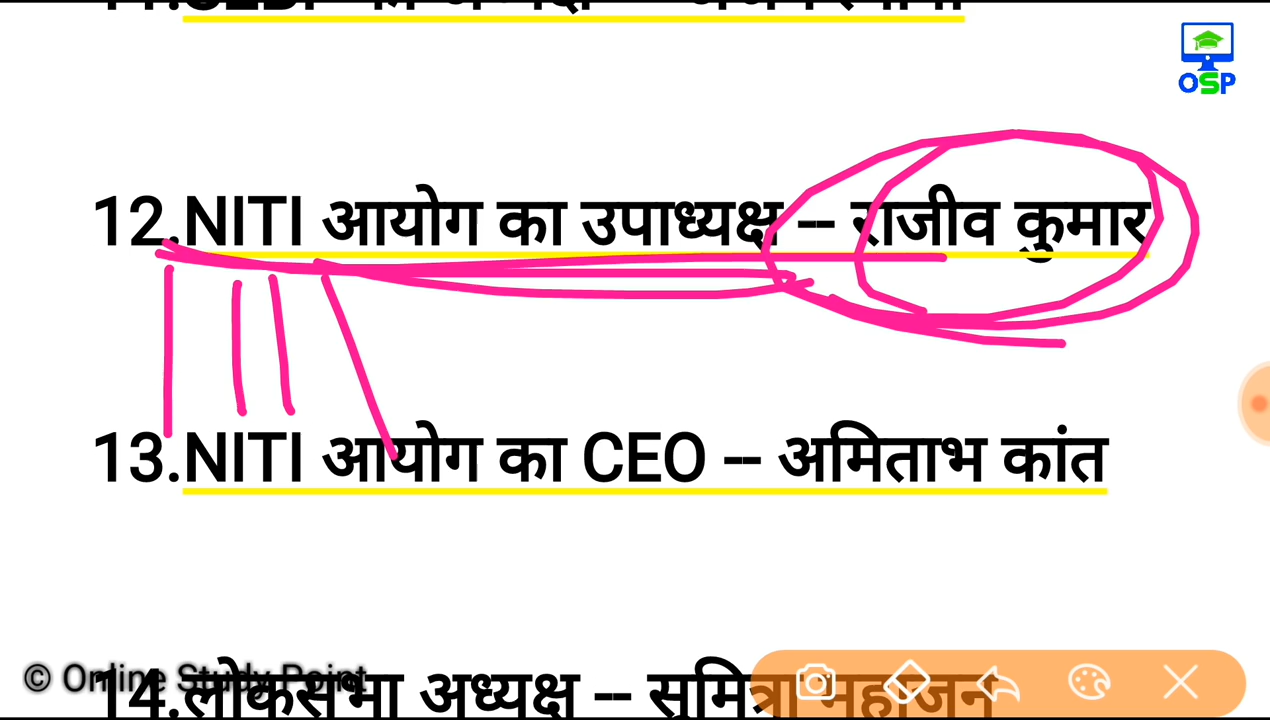 OSP
12.NITI आयोग का उपाध्यक्ष -- राजीव कुमार
13.NITI आयोग का CEO -- अमिताभ कांत
© Online Study Point
14.लोकसभा अध्यक्ष -- सुमित्रा महाजन